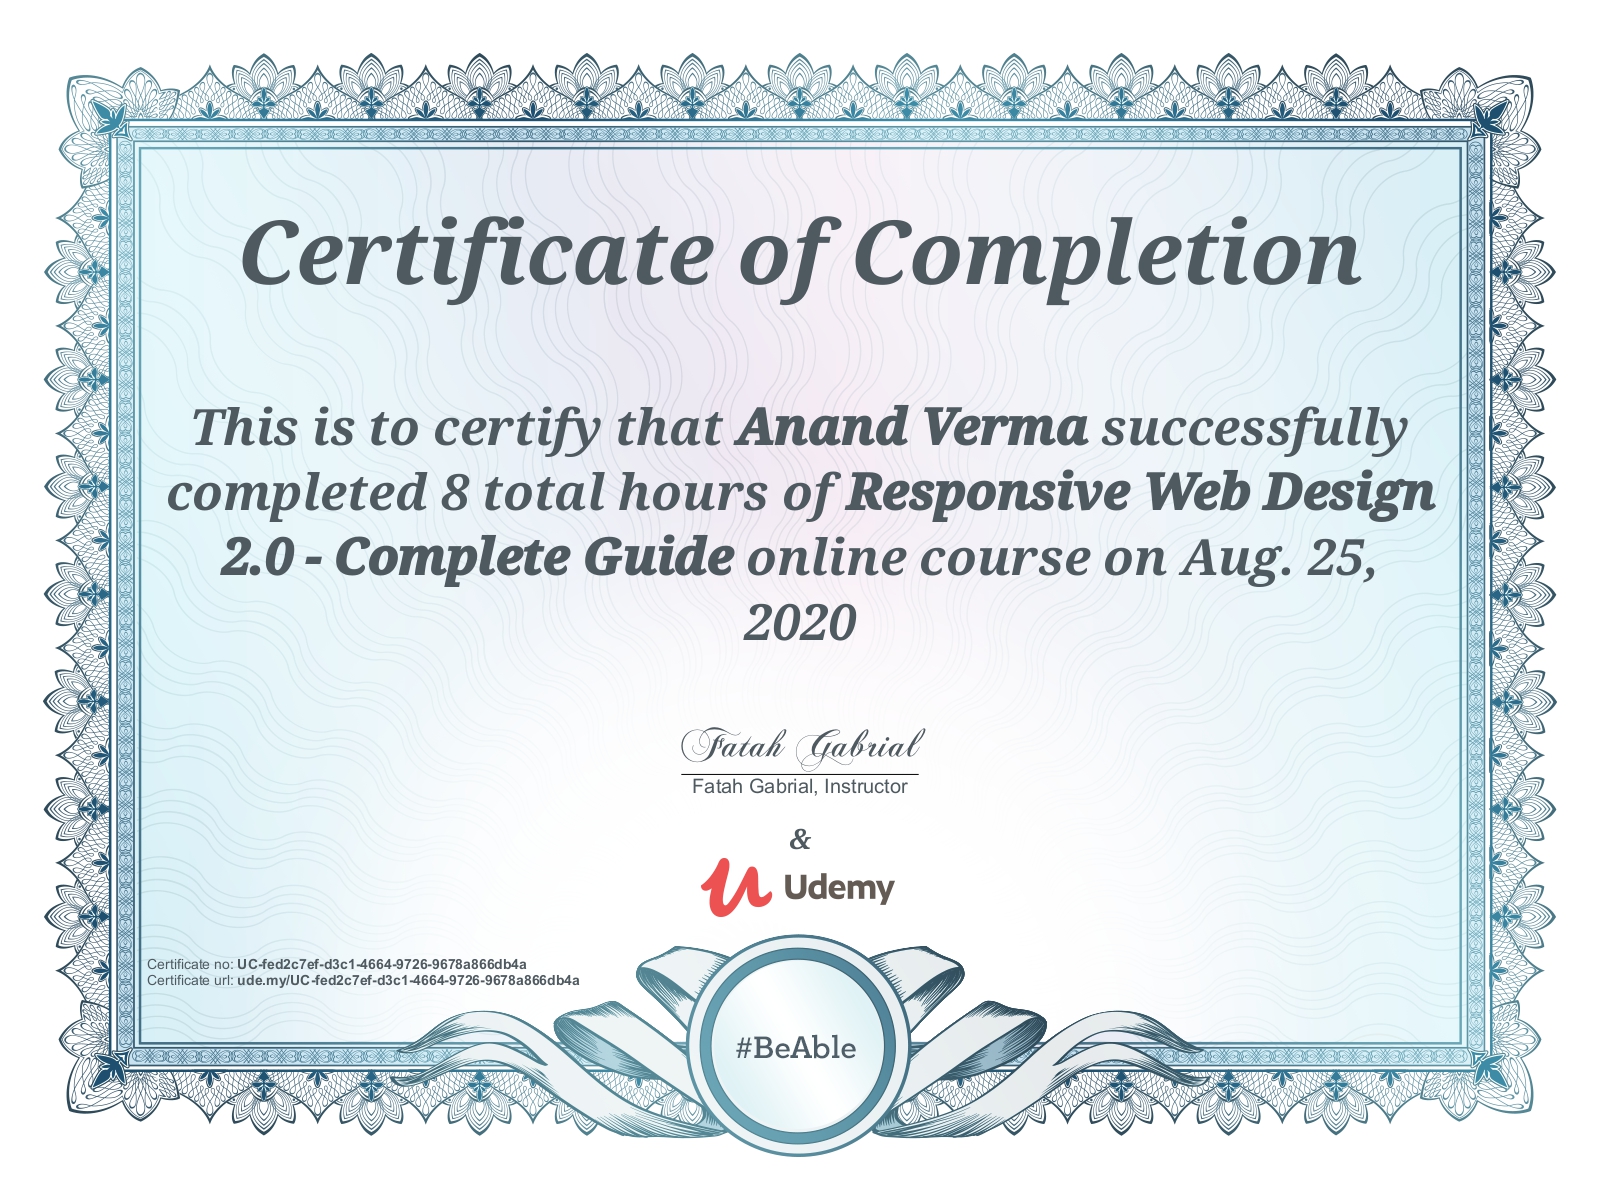 Certificate of Completion
This is to certify that Anand Verma successfully
completed 8 total hours of Responsive Web Design
2.0 - Complete Guide online course on Aug. 25,
2020
Fatah Gabrial
Fatah Gabrial, Instructor
&
Udemy
Certificate no: UC-fed2c7ef-d3c1-4664-9726-9678a866db4a
Certificate url: ude.my/UC-fed2c7ef-d3c1-4664-9726-9678a866db4a
#BeAble